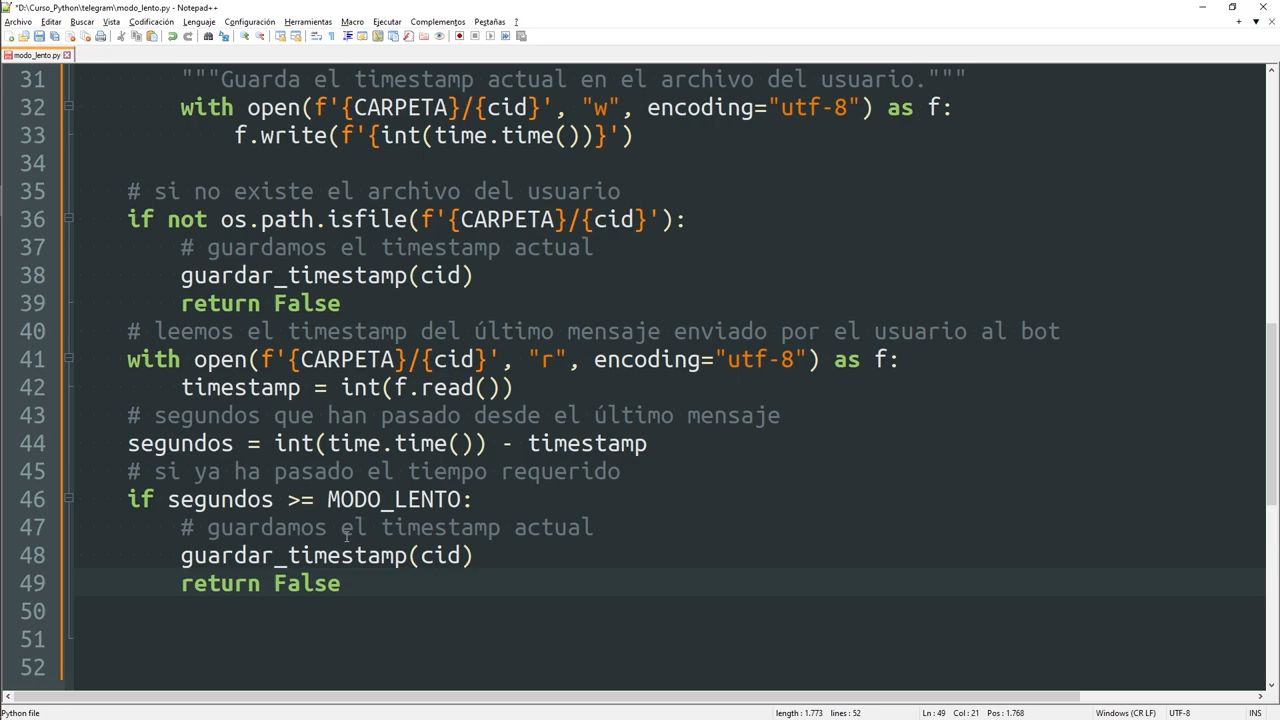 *D:\Curso_Python\telegram\modo_lento.py - Notepad++
Archivo Editar Buscar Vista Codificación Lenguaje Configuración Herramientas Macro Ejecutar Complementos Pestañas ?
modo_lento.py
31 """Guarda el timestamp actual en el archivo del usuario."""
32 with open(f'{CARPETA}/{cid}', "w", encoding="utf-8") as f:
33 f.write(f'{int(time.time())}')
34
35 # si no existe el archivo del usuario
36 if not os.path.isfile(f'{CARPETA}/{cid}'):
37 # guardamos el timestamp actual
38 guardar_timestamp(cid)
39 return False
40 # leemos el timestamp del último mensaje enviado por el usuario al bot
41 with open(f'{CARPETA}/{cid}', "r", encoding="utf-8") as f:
42 timestamp = int(f.read())
43 # segundos que han pasado desde el último mensaje
44 segundos = int(time.time()) - timestamp
45 # si ya ha pasado el tiempo requerido
46 if segundos >= MODO_LENTO:
47 # guardamos el timestamp actual
48 guardar_timestamp(cid)
49 return False
50
51
52
Python file length : 1.773 lines : 52 Ln : 49 Col : 21 Pos : 1.768 Windows (CR LF) UTF-8 INS